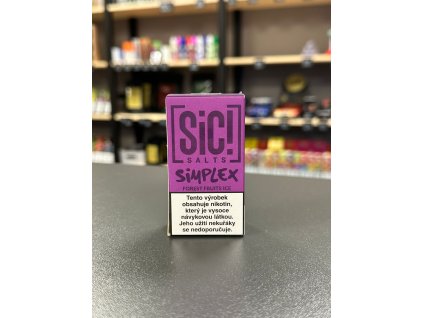 [SiC!]
SALTS
SiMPLEX
FOREST FRUITS ICE
Tento výrobek
obsahuje nikotin,
který je vysoce
návykovou látkou.
Jeho užití nekuřáky
se nedoporučuje.